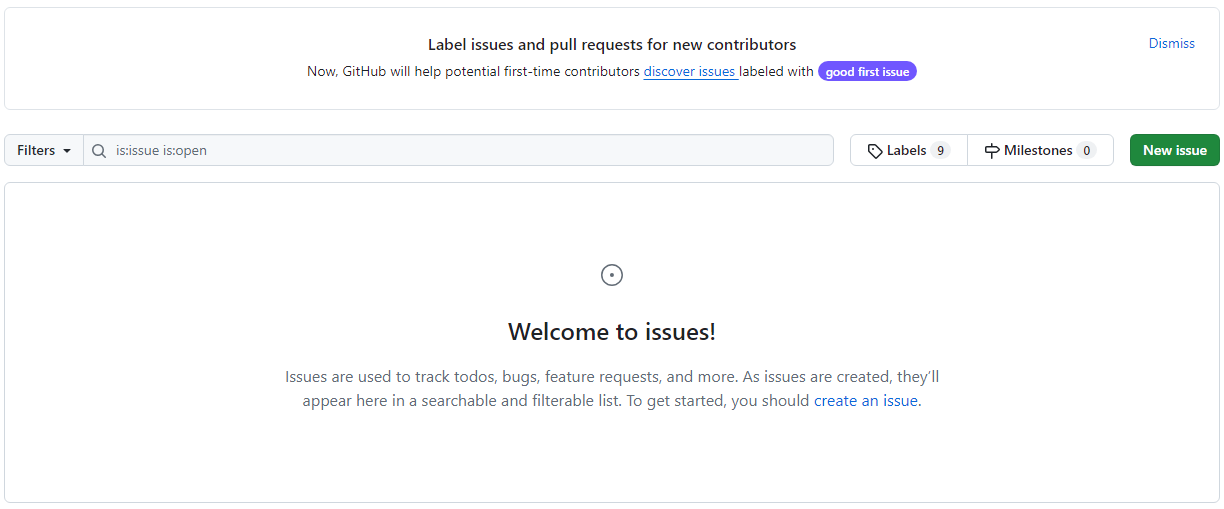 Label issues and pull requests for new contributors
Dismiss
Now, GitHub will help potential first-time contributors discover issues labeled with good first issue
Filters
is:issue is:open
Labels 9
Milestones 0
New issue
Welcome to issues!
Issues are used to track todos, bugs, feature requests, and more. As issues are created, they’ll
appear here in a searchable and filterable list. To get started, you should create an issue.